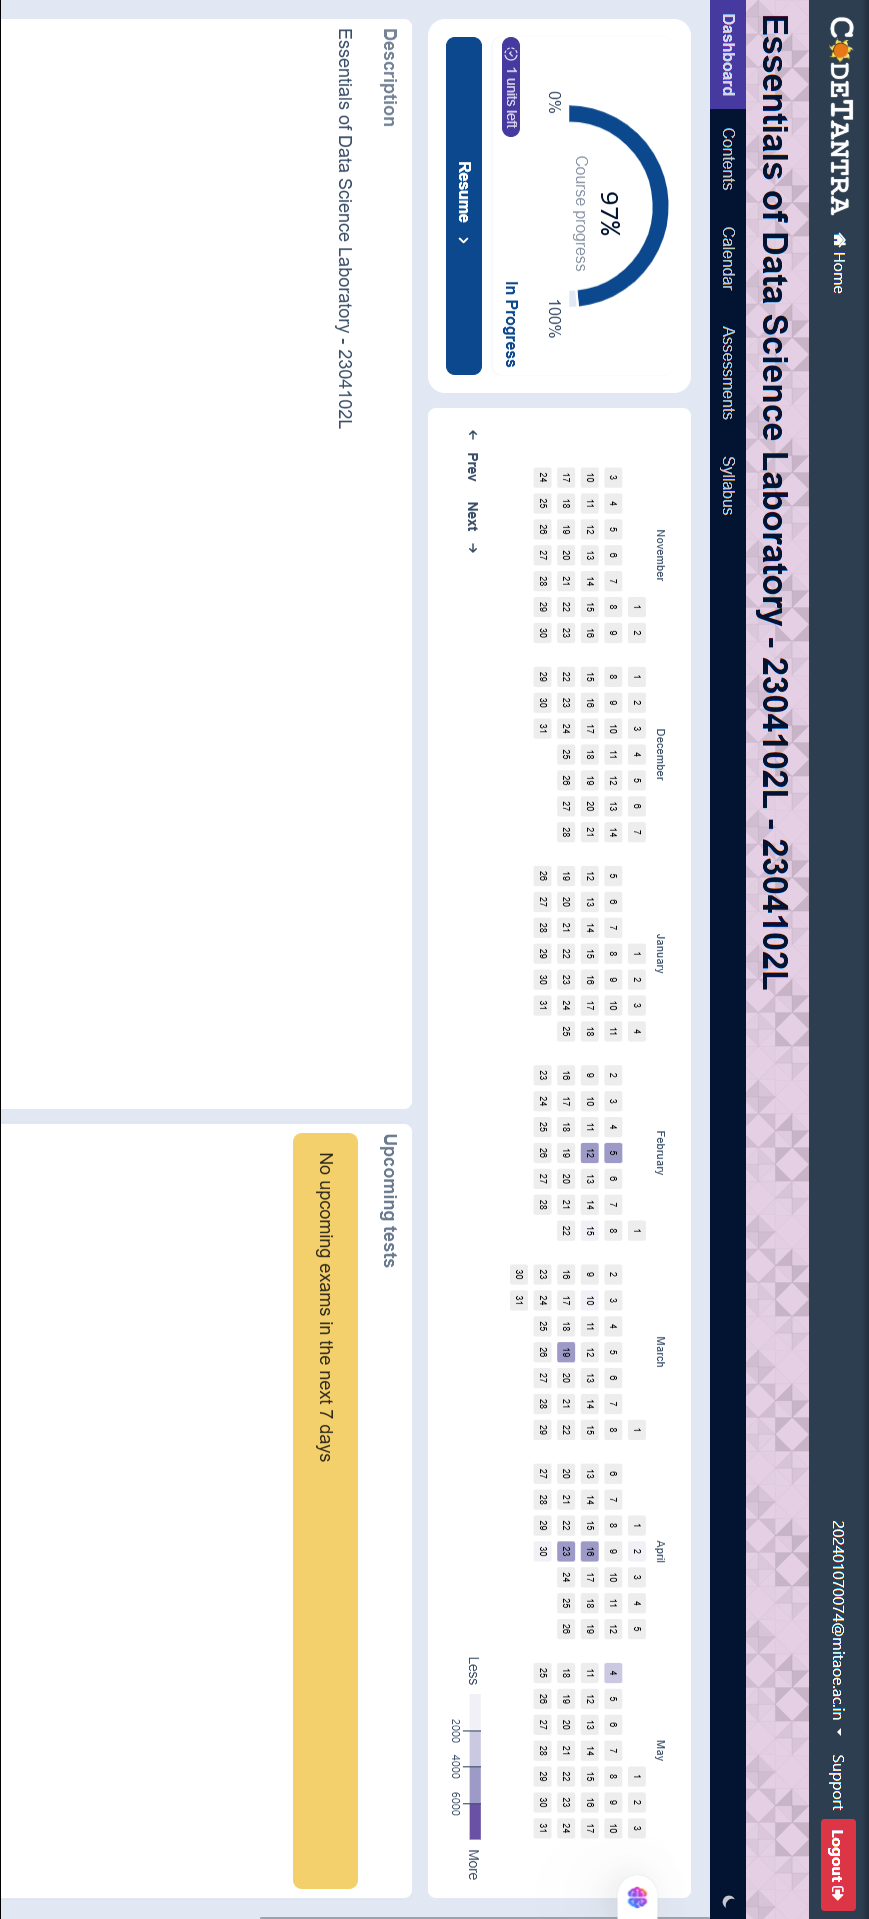 CODETANTRA Home 202401070074@mitaoe.ac.in Support Logout
Essentials of Data Science Laboratory - 2304102L - 2304102L
Dashboard Contents Calendar Assessments Syllabus
97%
Course progress
0% 100%
1 units left In Progress
Resume
November
1 2
3 4 5 6 7 8 9
10 11 12 13 14 15 16
17 18 19 20 21 22 23
24 25 26 27 28 29 30
December
1 2 3 4 5 6 7
8 9 10 11 12 13 14
15 16 17 18 19 20 21
22 23 24 25 26 27 28
29 30 31
January
1 2 3 4
5 6 7 8 9 10 11
12 13 14 15 16 17 18
19 20 21 22 23 24 25
26 27 28 29 30 31
February
1
2 3 4 5 6 7 8
9 10 11 12 13 14 15
16 17 18 19 20 21 22
23 24 25 26 27 28
March
1
2 3 4 5 6 7 8
9 10 11 12 13 14 15
16 17 18 19 20 21 22
23 24 25 26 27 28 29
30 31
April
1 2 3 4 5
6 7 8 9 10 11 12
13 14 15 16 17 18 19
20 21 22 23 24 25 26
27 28 29 30
May
1 2 3
4 5 6 7 8 9 10
11 12 13 14 15 16 17
18 19 20 21 22 23 24
25 26 27 28 29 30 31
← Prev Next →
Less More
2000 4000 6000
Description
Essentials of Data Science Laboratory - 2304102L
Upcoming tests
No upcoming exams in the next 7 days